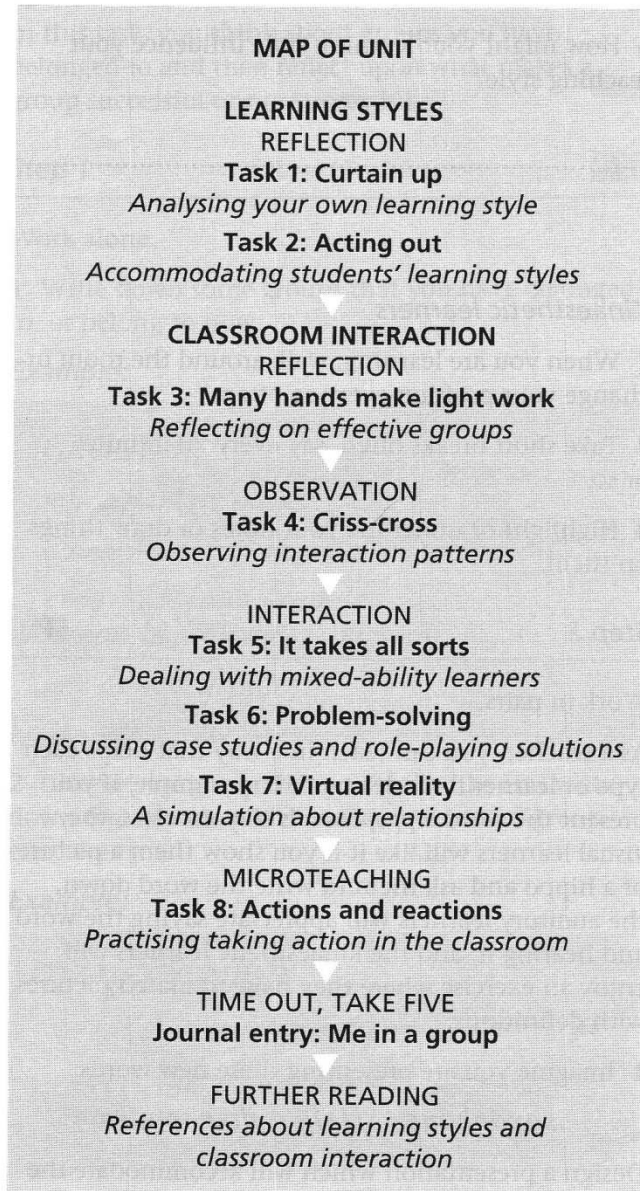 MAP OF UNIT
LEARNING STYLES
REFLECTION
Task 1: Curtain up
Analysing your own learning style
Task 2: Acting out
Accommodating students' learning styles
CLASSROOM INTERACTION
REFLECTION
Task 3: Many hands make light work
Reflecting on effective groups
OBSERVATION
Task 4: Criss-cross
Observing interaction patterns
INTERACTION
Task 5: It takes all sorts
Dealing with mixed-ability learners
Task 6: Problem-solving
Discussing case studies and role-playing solutions
Task 7: Virtual reality
A simulation about relationships
MICROTEACHING
Task 8: Actions and reactions
Practising taking action in the classroom
TIME OUT, TAKE FIVE
Journal entry: Me in a group
FURTHER READING
References about learning styles and
classroom interaction